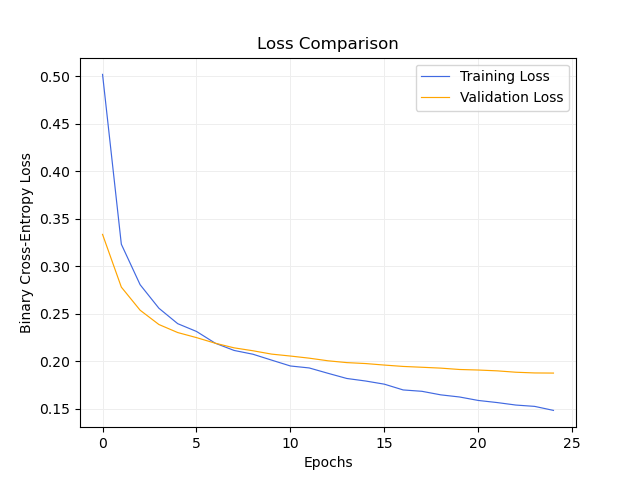 Loss Comparison
Training Loss
Validation Loss
0.50
0.45
0.40
0.35
0.30
0.25
0.20
0.15
Binary Cross-Entropy Loss
0 5 10 15 20 25
Epochs